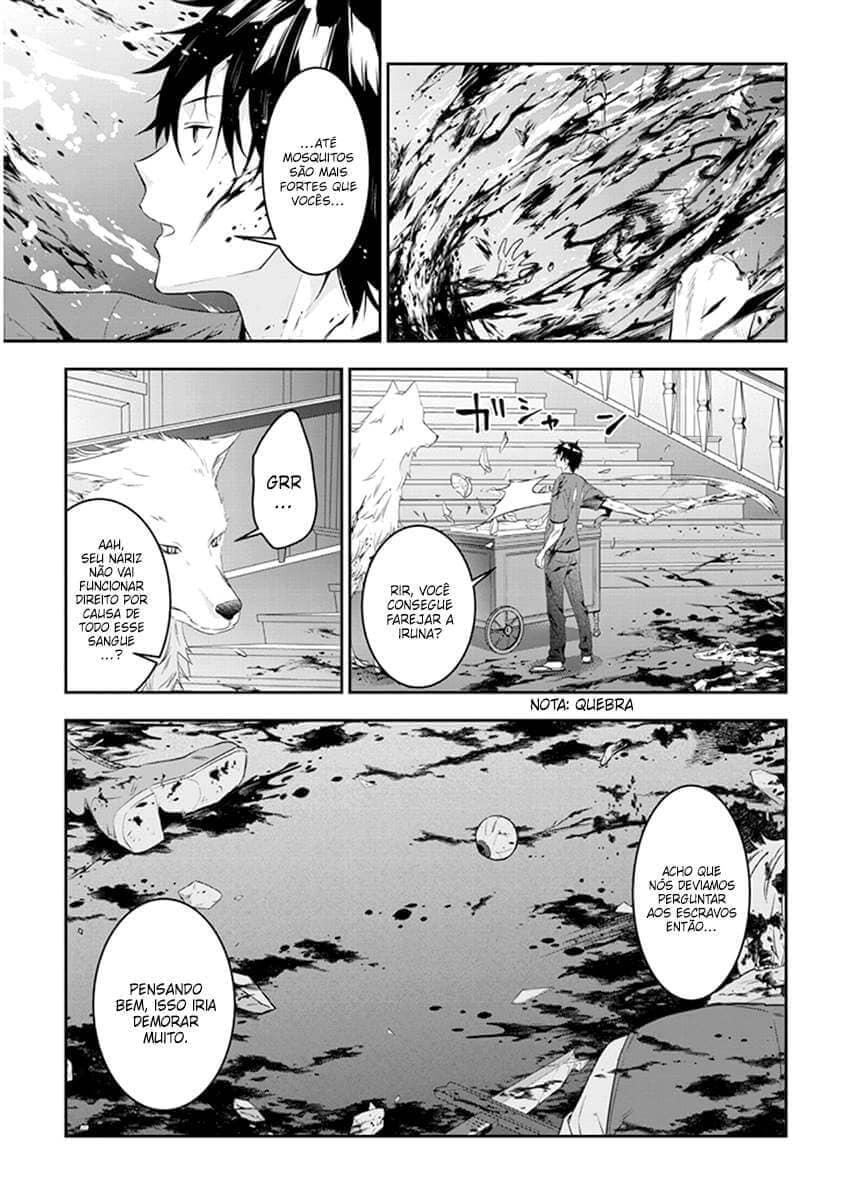 ...ATÉ
MOSQUITOS
SÃO MAIS
FORTES QUE
VOCÊS...
ガシャーン
RIR, VOCÊ
CONSEGUE
FAREJAR A
IRUNA?
NOTA: QUEBRA
GRR
...
AAH,
SEU NARIZ
NÃO VAI
FUNCIONAR
DIREITO POR
CAUSA DE
TODO ESSE
SANGUE
...?
ACHO QUE
NÓS DEVIAMOS
PERGUNTAR
AOS ESCRAVOS
ENTÃO...
PENSANDO
BEM, ISSO IRIA
DEMORAR
MUITO.